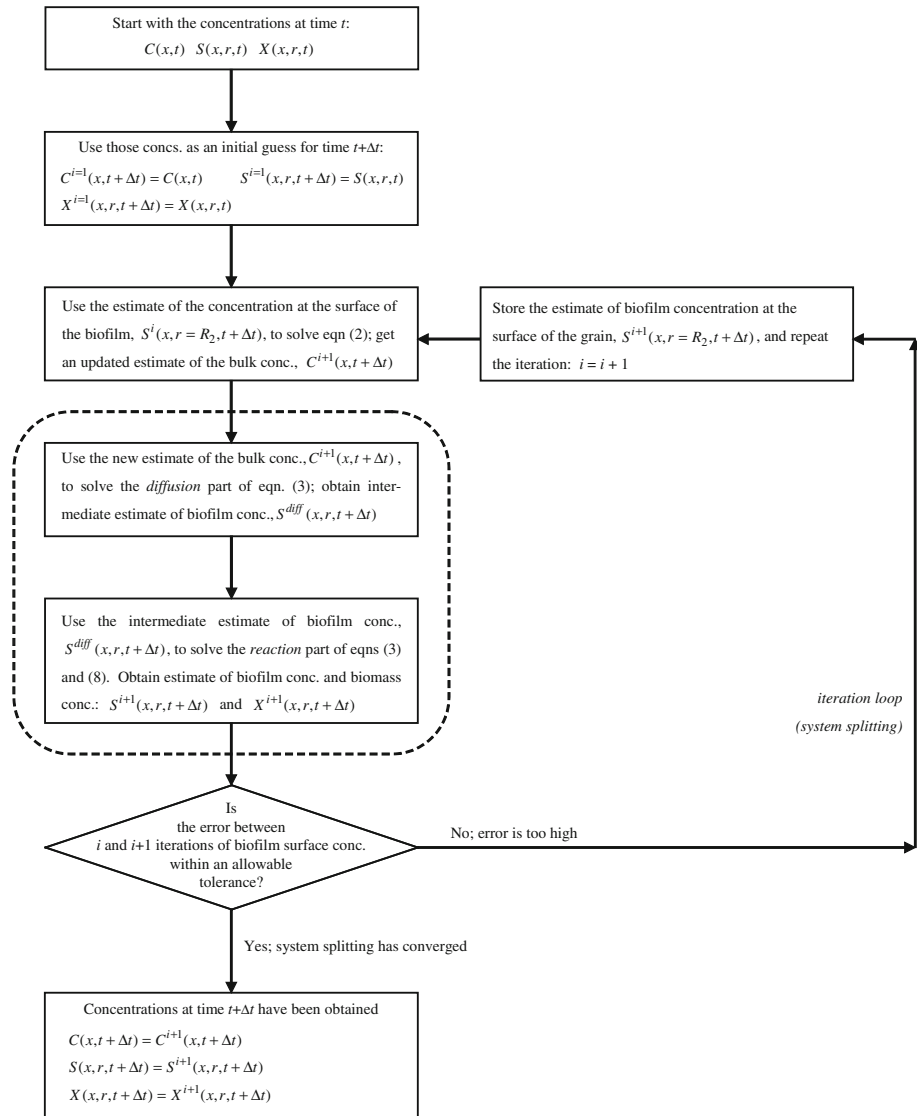 Start with the concentrations at time t:
C(x,t) S(x,r,t) X(x,r,t)
Use those concs. as an initial guess for time t+Δt:
C^{i=1}(x,t+Δt) = C(x,t) S^{i=1}(x,r,t+Δt) = S(x,r,t)
X^{i=1}(x,r,t+Δt) = X(x,r,t)
Use the estimate of the concentration at the surface of
the biofilm, S^i(x,r = R_2,t+Δt), to solve eqn (2); get
an updated estimate of the bulk conc., C^{i+1}(x,t+Δt)
Store the estimate of biofilm concentration at the
surface of the grain, S^{i+1}(x,r = R_2,t+Δt), and repeat
the iteration: i = i + 1
Use the new estimate of the bulk conc., C^{i+1}(x,t+Δt),
to solve the diffusion part of eqn. (3); obtain inter-
mediate estimate of biofilm conc., S^{diff}(x,r,t+Δt)
Use the intermediate estimate of biofilm conc.,
S^{diff}(x,r,t+Δt), to solve the reaction part of eqns (3)
and (8). Obtain estimate of biofilm conc. and biomass
conc.: S^{i+1}(x,r,t+Δt) and X^{i+1}(x,r,t+Δt)
iteration loop
(system splitting)
Is
the error between
i and i+1 iterations of biofilm surface conc.
within an allowable
tolerance?
No; error is too high
Yes; system splitting has converged
Concentrations at time t+Δt have been obtained
C(x,t+Δt) = C^{i+1}(x,t+Δt)
S(x,r,t+Δt) = S^{i+1}(x,r,t+Δt)
X(x,r,t+Δt) = X^{i+1}(x,r,t+Δt)